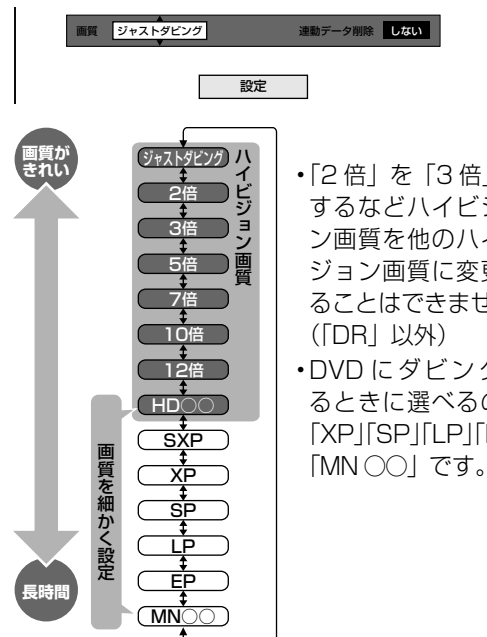 画質 ジャストダビング 連動データ削除 しない
設定
画質が
きれい
長時間
ジャストダビング
2倍
3倍
5倍
7倍
10倍
12倍
HD○○
SXP
XP
SP
LP
EP
MN○○
ハイビジョン画質
画質を細かく設定
・「2 倍」を「3 倍」
するなどハイビジ
ン画質を他のハイ
ジョン画質に変更
ることはできませ
(「DR」以外)
・DVD にダビング
るときに選べるの
「XP」「SP」「LP」「
「MN ○○」です。